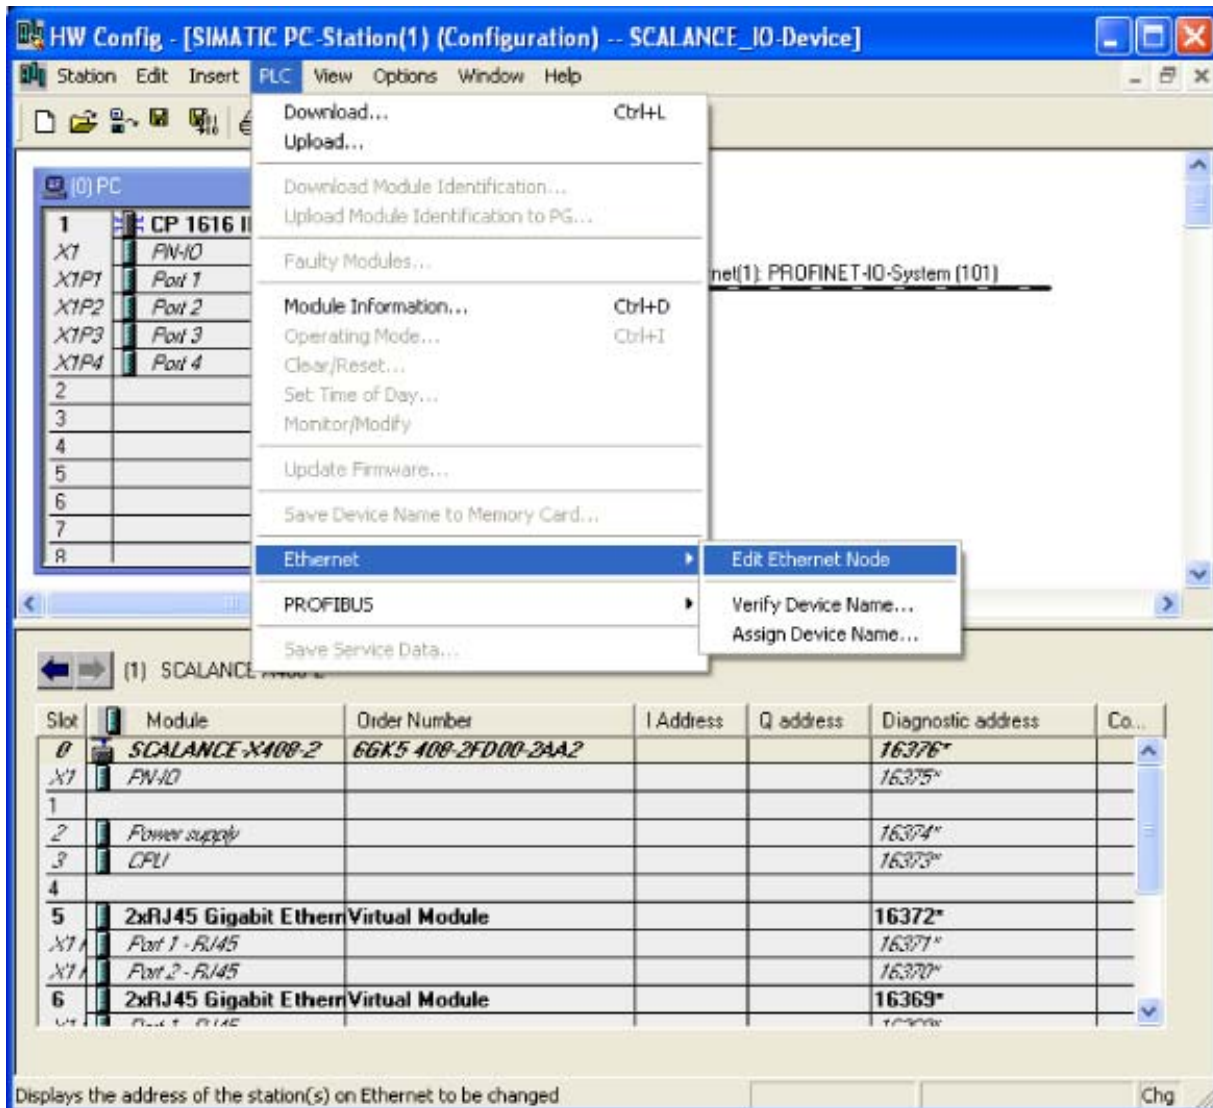 HW Config - [SIMATIC PC-Station(1) (Configuration) -- SCALANCE_IO-Device]
Station Edit Insert PLC View Options Window Help
Download... Ctrl+L
Upload...
Download Module Identification...
Upload Module Identification to PG...
Faulty Modules...
Module Information... Ctrl+D
Operating Mode... Ctrl+I
Clear/Reset...
Set Time of Day...
Monitor/Modify
Update Firmware...
Save Device Name to Memory Card...
Ethernet
PROFIBUS
Save Service Data...
Edit Ethernet Node
Verify Device Name...
Assign Device Name...
(0) PC
1 CP 1616
X1 PN-IO
X1P1 Port 1
X1P2 Port 2
X1P3 Port 3
X1P4 Port 4
2
3
4
5
6
7
8
net(1): PROFINET-IO-System (101)
(1) SCALANCE
Slot Module Order Number I Address Q address Diagnostic address Co...
0 SCALANCE-X408-2 6GK5 408-2FD00-2AA2 16376*
X1 PN-IO 16375*
1
2 Power supply 16374*
3 CPU 16373*
4
5 2xRJ45 Gigabit Ethern Virtual Module 16372*
X1 Port 1 - RJ45 16371*
X1 Port 2 - RJ45 16370*
6 2xRJ45 Gigabit Ethern Virtual Module 16369*
Displays the address of the station(s) on Ethernet to be changed Chg